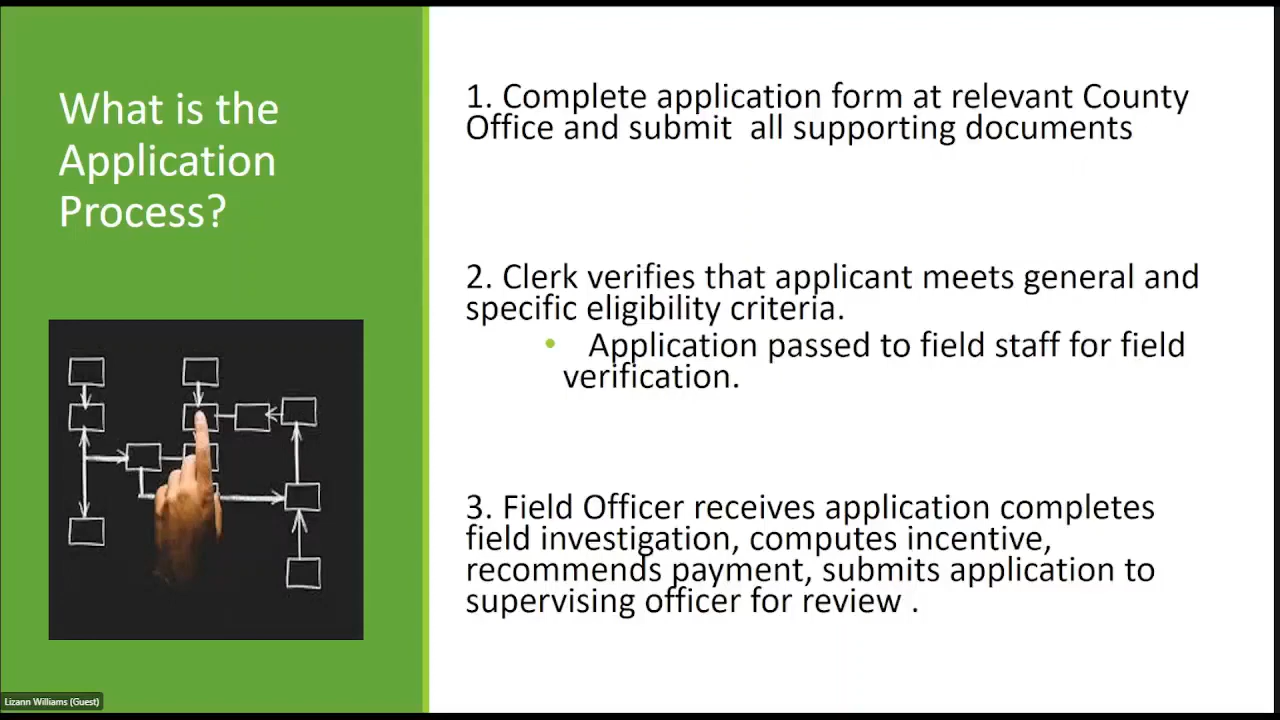 What is the
Application
Process?
1. Complete application form at relevant County
Office and submit  all supporting documents
2. Clerk verifies that applicant meets general and
specific eligibility criteria.
• Application passed to field staff for field
verification.
3. Field Officer receives application completes
field investigation, computes incentive,
recommends payment, submits application to
supervising officer for review .
Lizann Williams (Guest)